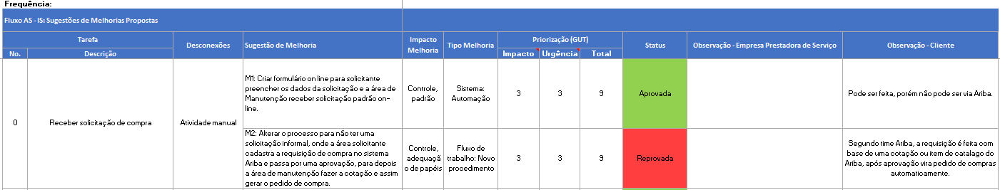 Frequência:
Fluxo AS - IS: Sugestões de Melhorias Propostas
Tarefa
No.
Descrição
Desconexões
Sugestão de Melhoria
Impacto
Melhoria
Tipo Melhoria
Priorização (GUT)
Impacto
Urgência
Total
Status
Observação - Empresa Prestadora de Serviço
Observação - Cliente
0
Receber solicitação de compra
Atividade manual
M1: Criar formulário on line para solicitante
preencher os dados da solicitação e a área de
Manutenção receber solicitação padrão on-
line.
Controle,
padrão
Sistema:
Automação
3
3
9
Aprovada
Pode ser feita, porém não pode ser via Ariba.
M2: Alterar o processo para não ter uma
solicitação informal, onde a área solicitante
cadastra a requisição de compra no sistema
Ariba e passa por uma aprovação, para depois
a área de manutenção fazer a cotação e assim
gerar o pedido de compra.
Controle,
adequaçã
o de papéis
Fluxo de
trabalho: Novo
procedimento
3
3
9
Reprovada
Segundo time Ariba, a requisição é feita com
base de uma cotação ou item de catalago do
Ariba, após aprovação vira pedido de compras
automaticamente.